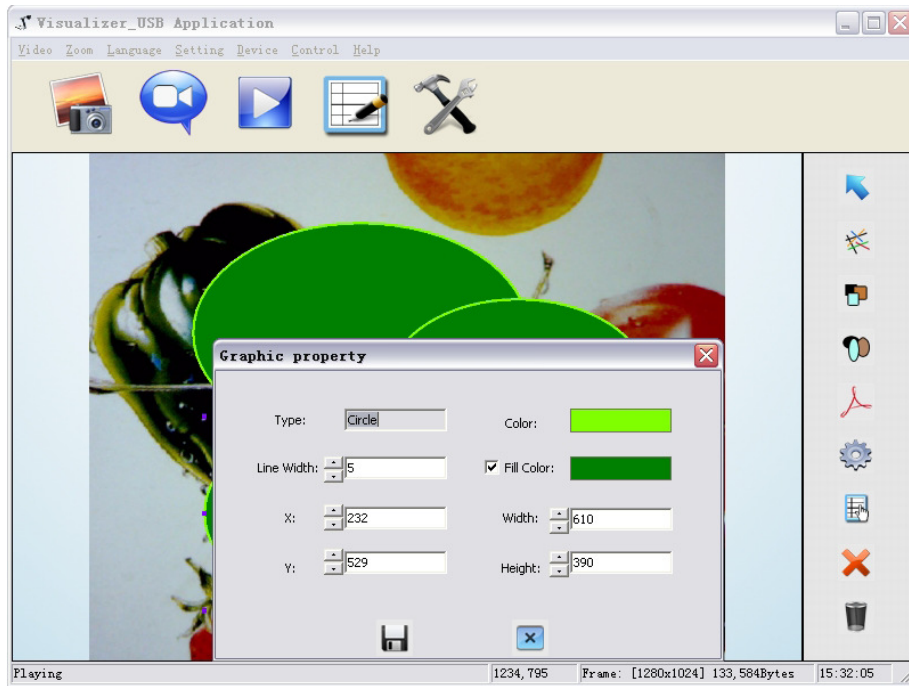 Visualizer_USB Application
Video Zoom Language Setting Device Control Help
Graphic property
Type: Circle Color:
Line Width: 5 Fill Color:
X: 232 Width: 610
Y: 529 Height: 390
Playing 1234,795 Frame: [1280x1024] 133,584Bytes 15:32:05